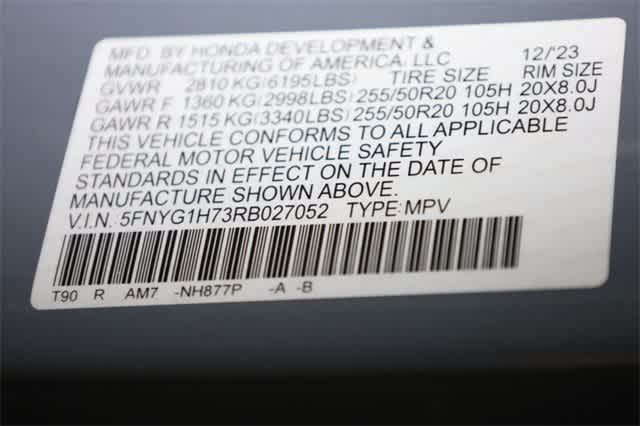 MFD. BY HONDA DEVELOPMENT &
MANUFACTURING OF AMERICA, LLC 12/'23
GVWR 2810 KG(6195LBS) TIRE SIZE RIM SIZE
GAWR F 1360 KG(2998LBS) 255/50R20 105H 20X8.0J
GAWR R 1515 KG(3340LBS) 255/50R20 105H 20X8.0J
THIS VEHICLE CONFORMS TO ALL APPLICABLE
FEDERAL MOTOR VEHICLE SAFETY
STANDARDS IN EFFECT ON THE DATE OF
MANUFACTURE SHOWN ABOVE.
V.I.N. 5FNYG1H73RB027052 TYPE: MPV
T90 R AM7 -NH877P -A -B